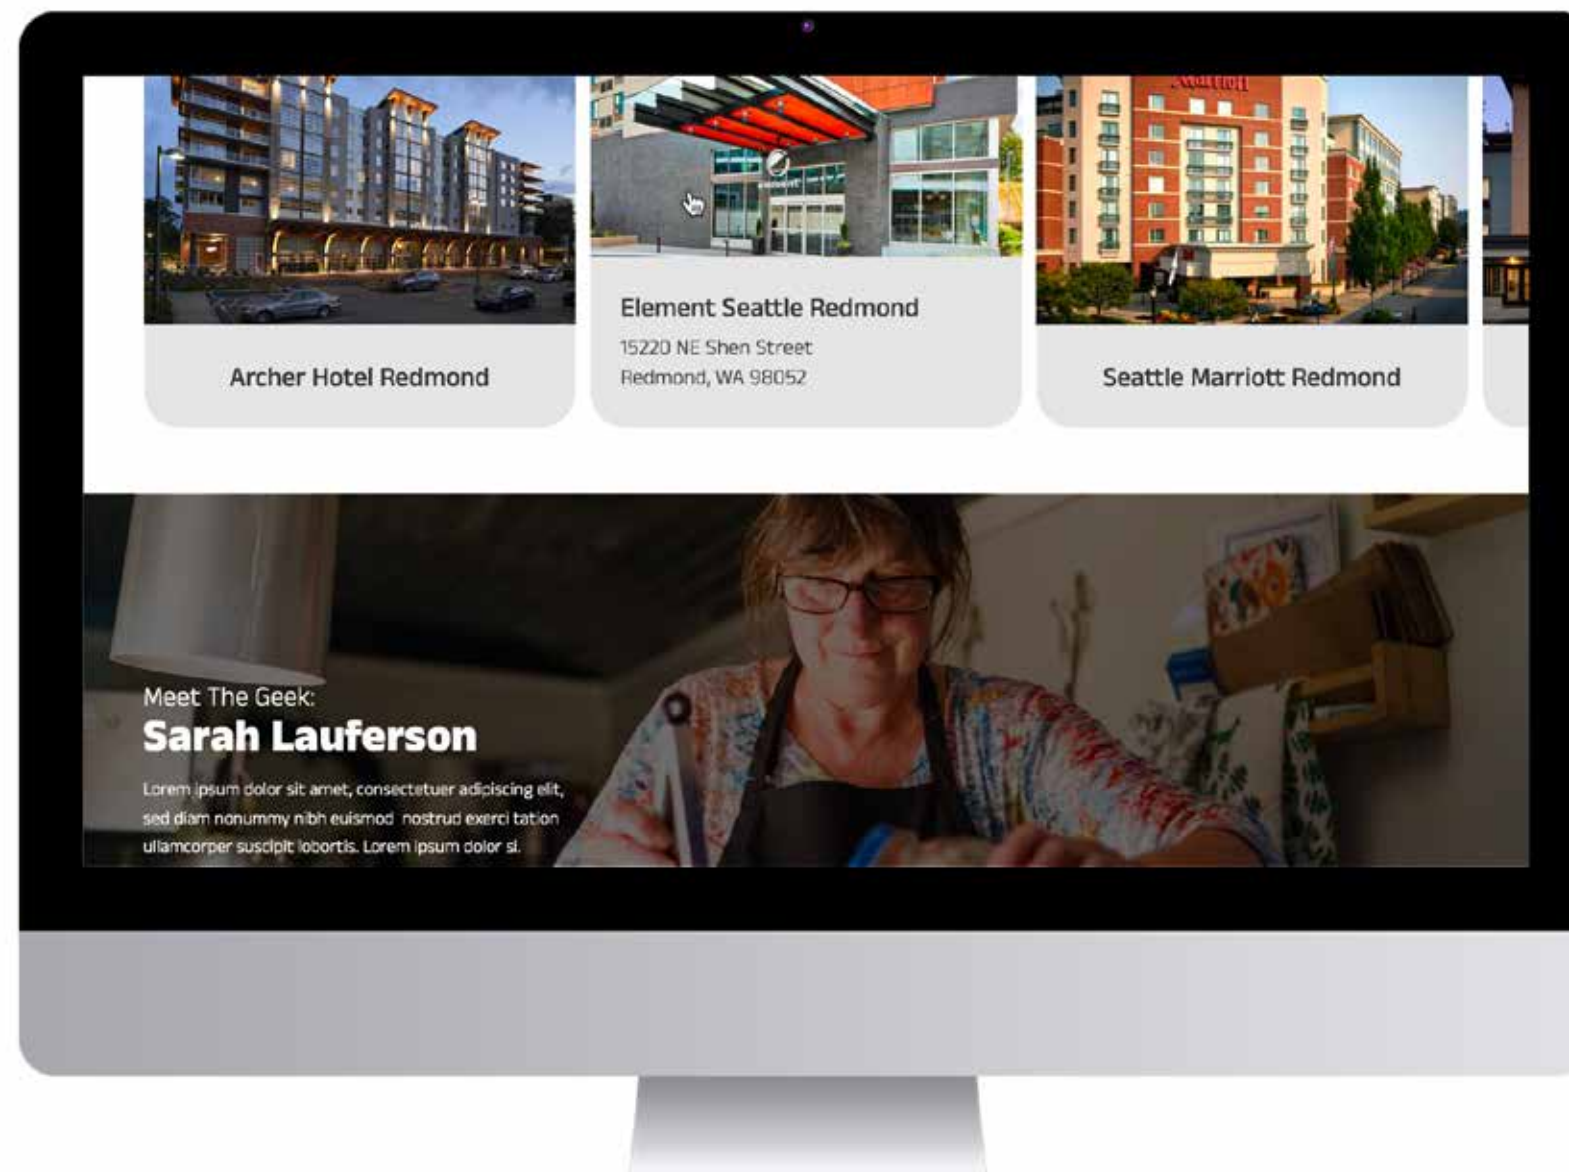 Marriott
element
Archer Hotel Redmond
Element Seattle Redmond
15220 NE Shen Street
Redmond, WA 98052
Seattle Marriott Redmond
Meet The Geek:
Sarah Lauferson
Lorem ipsum dolor sit amet, consectetuer adipiscing elit,
sed diam nonummy nibh euismod nostrud exerci tation
ullamcorper suscipit lobortis. Lorem ipsum dolor si.